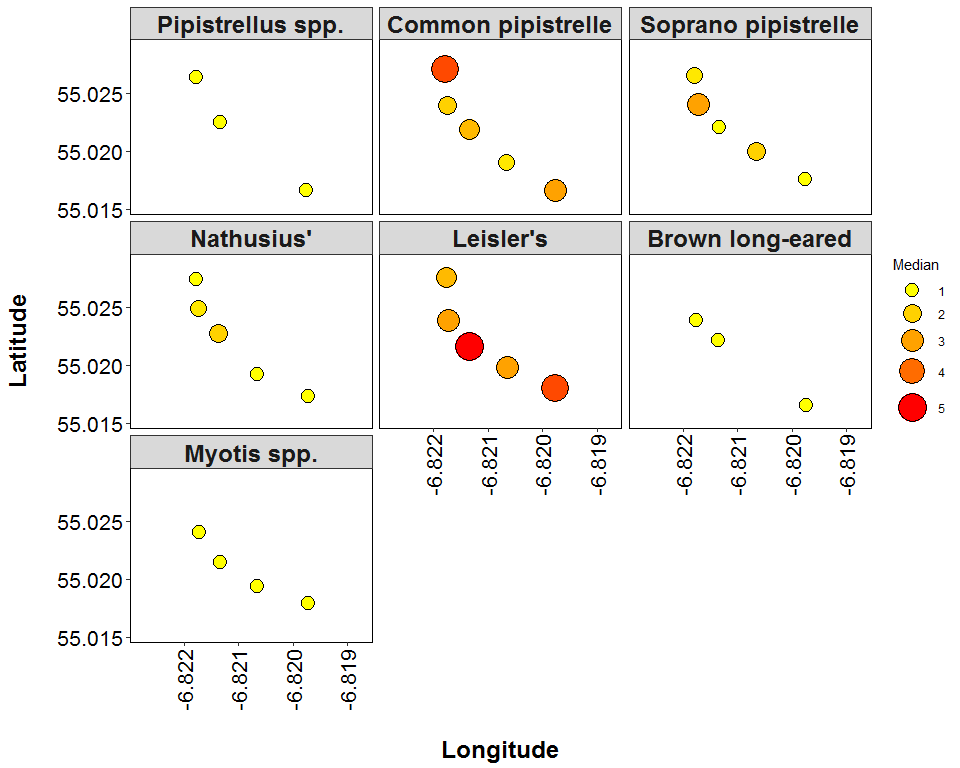 Pipistrellus spp.
Common pipistrelle
Soprano pipistrelle
55.025
55.020
55.015
Nathusius'
Leisler's
Brown long-eared
55.025
55.020
55.015
Myotis spp.
55.025
55.020
55.015
-6.822
-6.821
-6.820
-6.819
-6.822
-6.821
-6.820
-6.819
-6.822
-6.821
-6.820
-6.819
Latitude
Longitude
Median
1
2
3
4
5